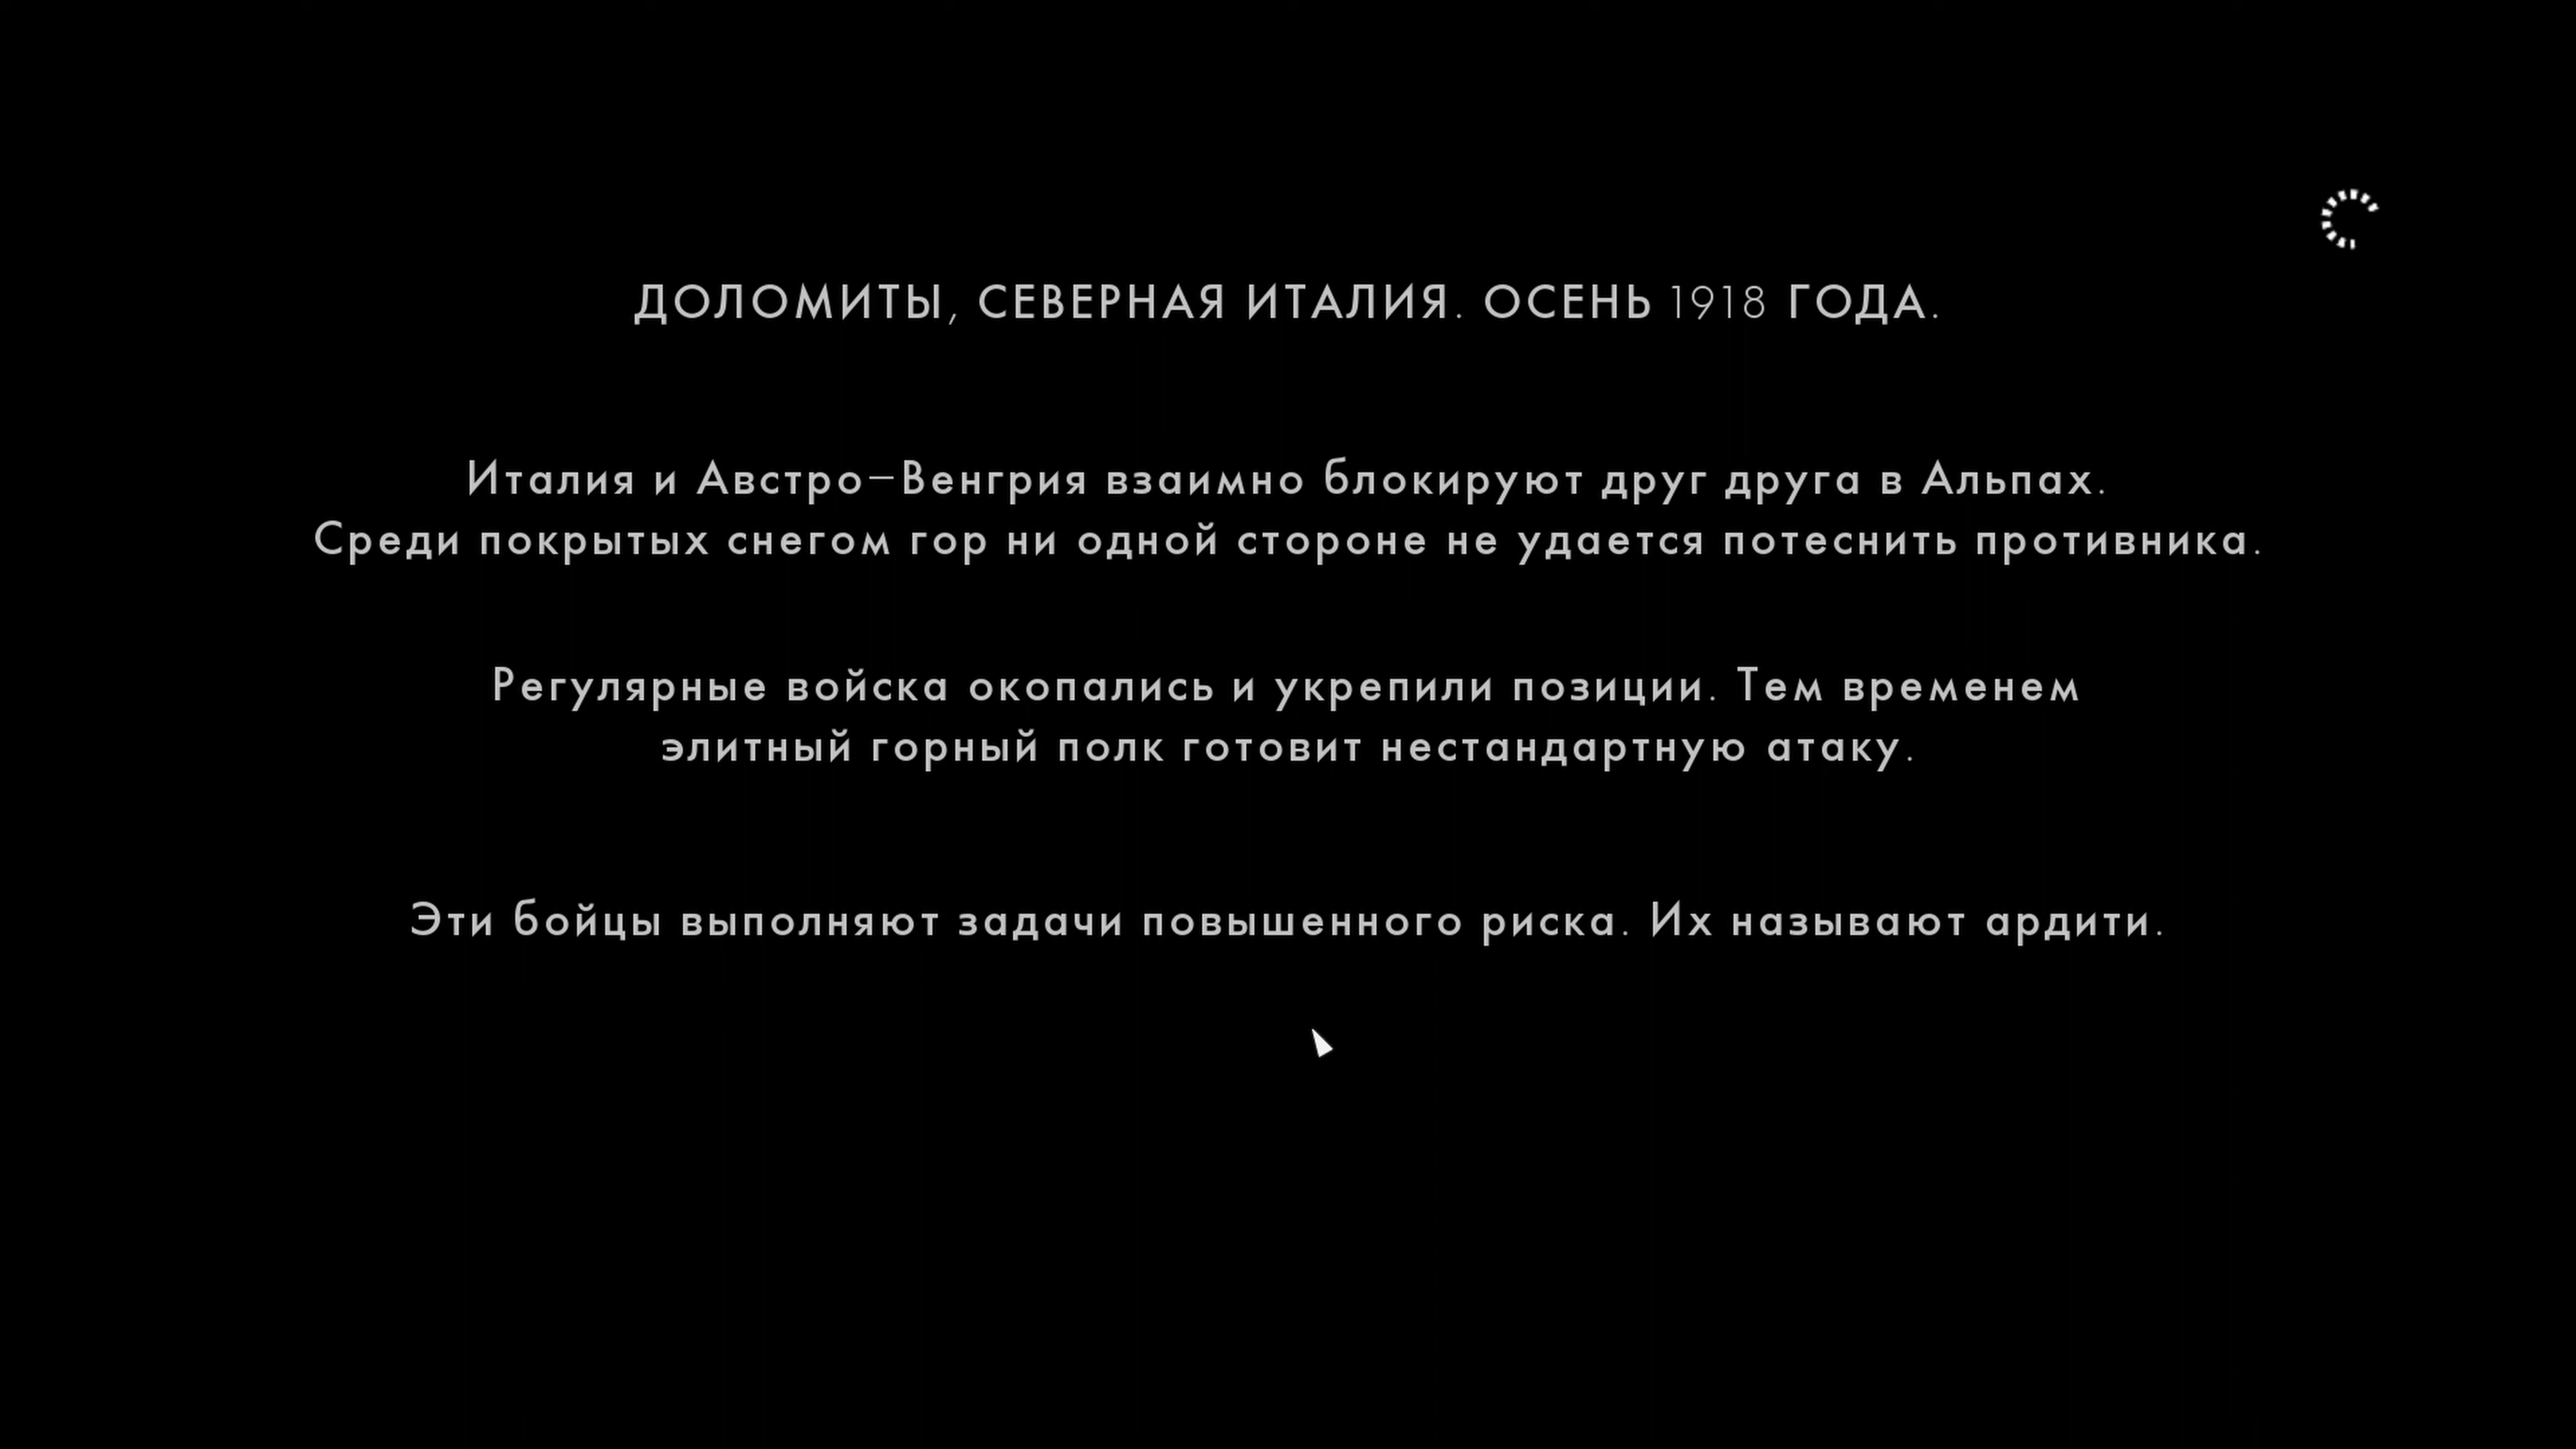 ДОЛОМИТЫ, СЕВЕРНАЯ ИТАЛИЯ. ОСЕНЬ 1918 ГОДА.
Италия и Австро–Венгрия взаимно блокируют друг друга в Альпах.
Среди покрытых снегом гор ни одной стороне не удается потеснить противника.
Регулярные войска окопались и укрепили позиции. Тем временем
элитный горный полк готовит нестандартную атаку.
Эти бойцы выполняют задачи повышенного риска. Их называют ардити.